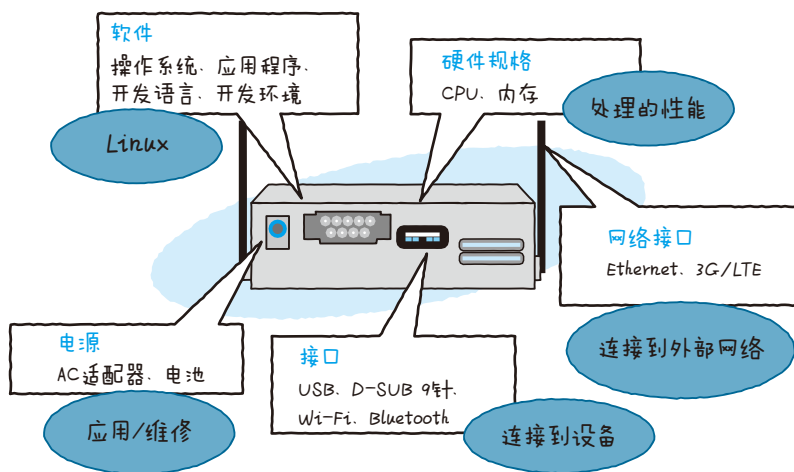 软件
操作系统、应用程序、
开发语言、开发环境
Linux
硬件规格
CPU、内存
处理的性能
网络接口
Ethernet、3G/LTE
连接到外部网络
电源
AC适配器、电池
应用/维修
接口
USB、D-SUB 9针、
Wi-Fi、Bluetooth
连接到设备